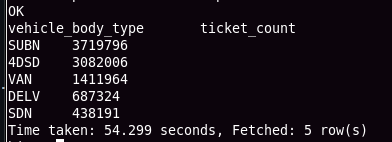 OK
vehicle_body_type ticket_count
SUBN 3719796
4DSD 3082006
VAN 1411964
DELV 687324
SDN 438191
Time taken: 54.299 seconds, Fetched: 5 row(s)